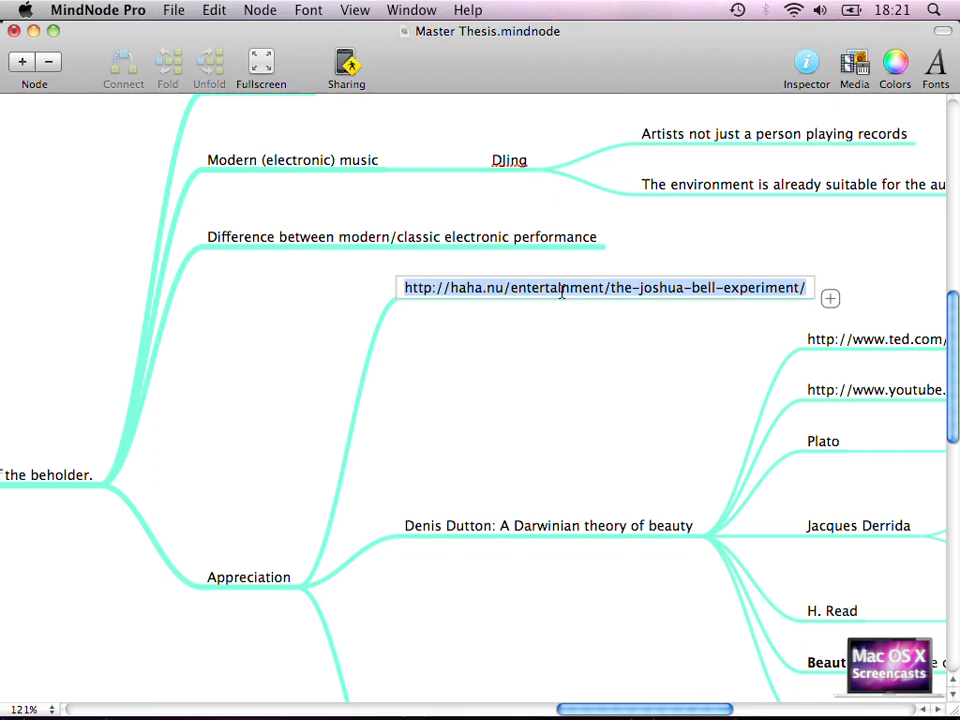 MindNode Pro File Edit Node Font View Window Help 18:21
Master Thesis.mindnode
+ −
Node Connect Fold Unfold Fullscreen Sharing Inspector Media Colors Fonts
Artists not just a person playing records
Modern (electronic) music DJing
The environment is already suitable for the au
Difference between modern/classic electronic performance
http://haha.nu/entertainment/the-joshua-bell-experiment/
http://www.ted.com/
http://www.youtube.
Plato
the beholder.
Denis Dutton: A Darwinian theory of beauty
Jacques Derrida
Appreciation
H. Read
Mac OS X
Screencasts
121%